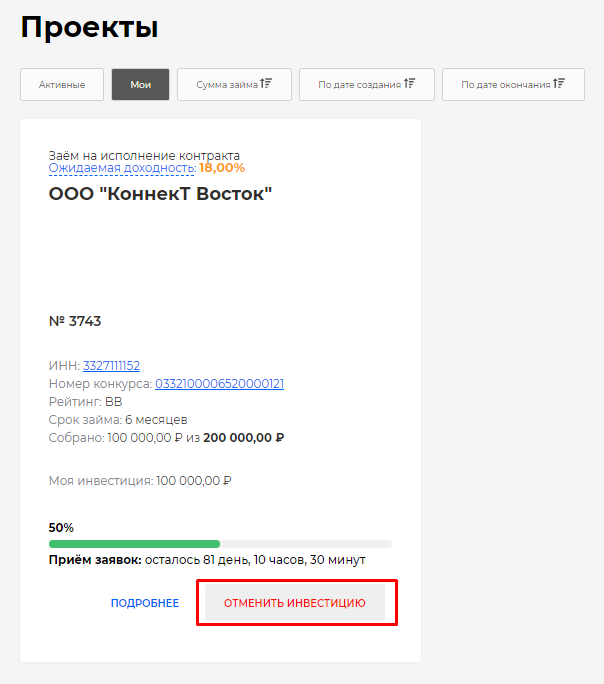 Проекты
Активные Мои Сумма займа По дате создания По дате окончания
Заём на исполнение контракта
Ожидаемая доходность: 18,00%
ООО "КоннекТ Восток"
№ 3743
ИНН: 3327111152
Номер конкурса: 0332100006520000121
Рейтинг: BB
Срок займа: 6 месяцев
Собрано: 100 000,00 ₽ из 200 000,00 ₽
Моя инвестиция: 100 000,00 ₽
50%
Приём заявок: осталось 81 день, 10 часов, 30 минут
ПОДРОБНЕЕ ОТМЕНИТЬ ИНВЕСТИЦИЮ